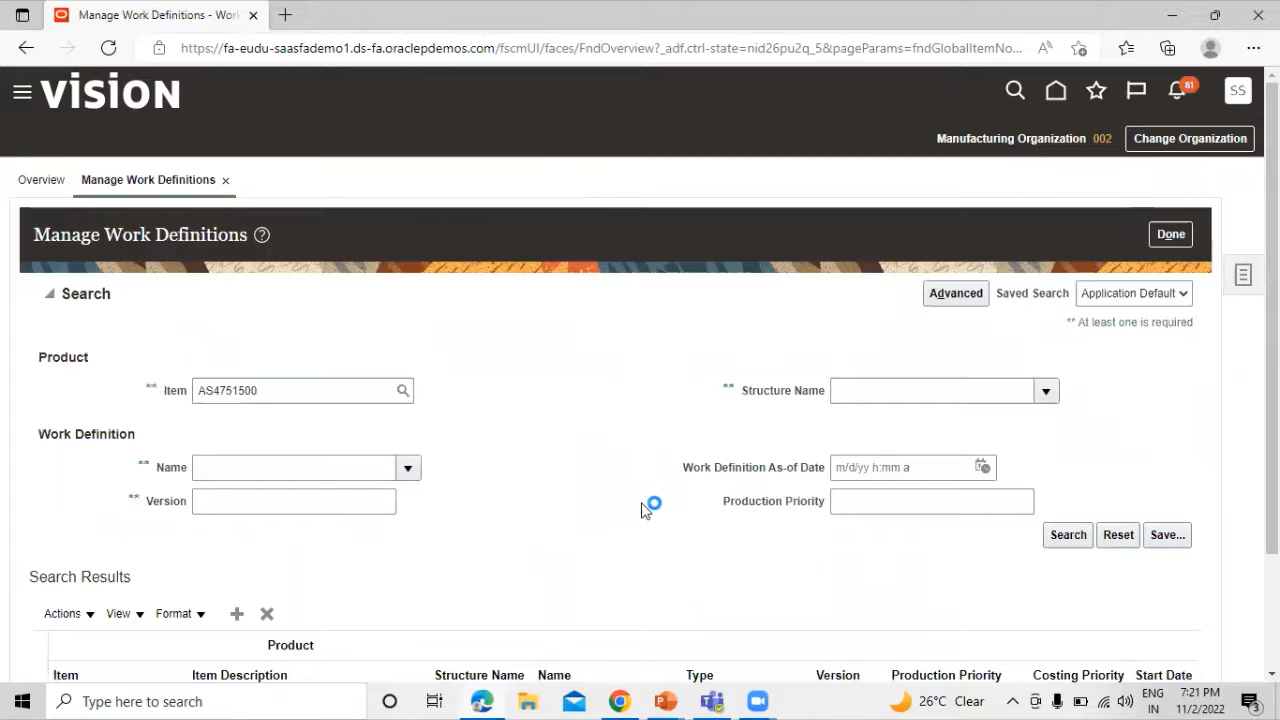 Manage Work Definitions - Wor
https://fa-eudu-saasfademo1.ds-fa.oraclepdemos.com/fscmUI/faces/FndOverview?_adf.ctrl-state=nid26pu2q_5&pageParams=fndGlobalItemNo...
vision
81
SS
Manufacturing Organization 002 Change Organization
Overview Manage Work Definitions
Manage Work Definitions
Done
Search Advanced Saved Search Application Default
** At least one is required
Product
** Item AS4751500 ** Structure Name
Work Definition
** Name Work Definition As-of Date m/d/yy h:mm a
** Version Production Priority
Search Reset Save...
Search Results
Actions View Format
Product
Item Item Description Structure Name Name Type Version Production Priority Costing Priority Start Date
Type here to search 26°C Clear ENG IN 7:21 PM 11/2/2022 3